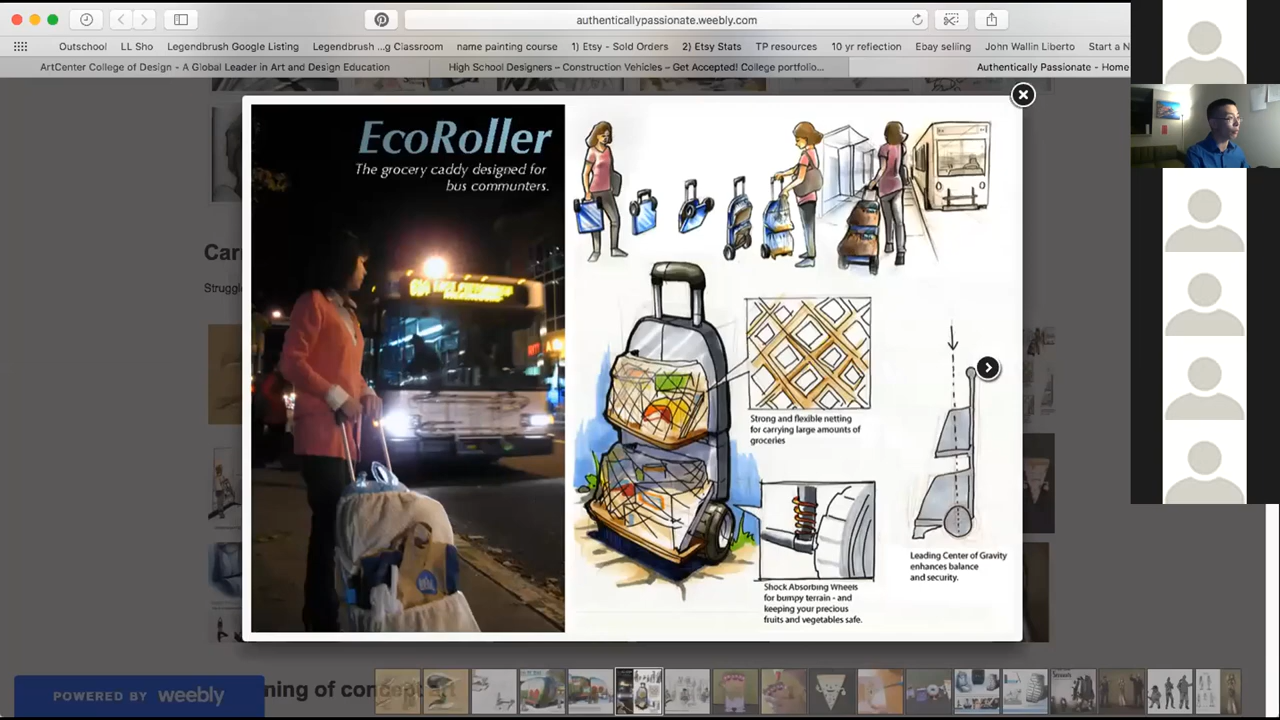 authenticallypassionate.weebly.com
Outschool LL Sho Legendbrush Google Listing Legendbrush ...g Classroom name painting course 1) Etsy - Sold Orders 2) Etsy Stats TP resources 10 yr reflection Ebay selling John Wallin Liberto Start a N
ArtCenter College of Design - A Global Leader in Art and Design Education High School Designers – Construction Vehicles – Get Accepted! College portfolio... Authentically Passionate - Home
EcoRoller
The grocery caddy designed for
bus communters.
Strong and flexible netting
for carrying large amounts of
groceries
Leading Center of Gravity
enhances balance
and security.
Shock Absorbing Wheels
for bumpy terrain - and
keeping your precious
fruits and vegetables safe.
Struggl
POWERED BY weebly